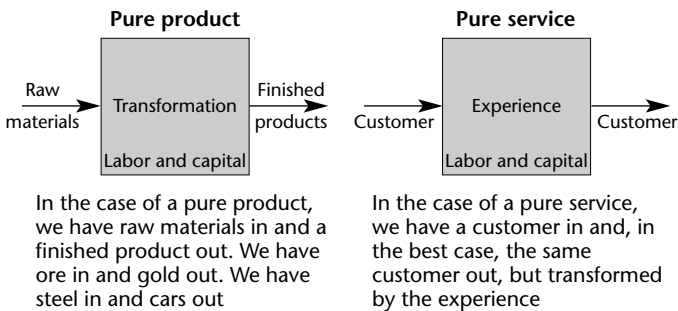 Pure product
Raw
materials
Transformation
Labor and capital
Finished
products
In the case of a pure product,
we have raw materials in and a
finished product out. We have
ore in and gold out. We have
steel in and cars out
Pure service
Customer
Experience
Labor and capital
Customer
In the case of a pure service,
we have a customer in and, in
the best case, the same
customer out, but transformed
by the experience